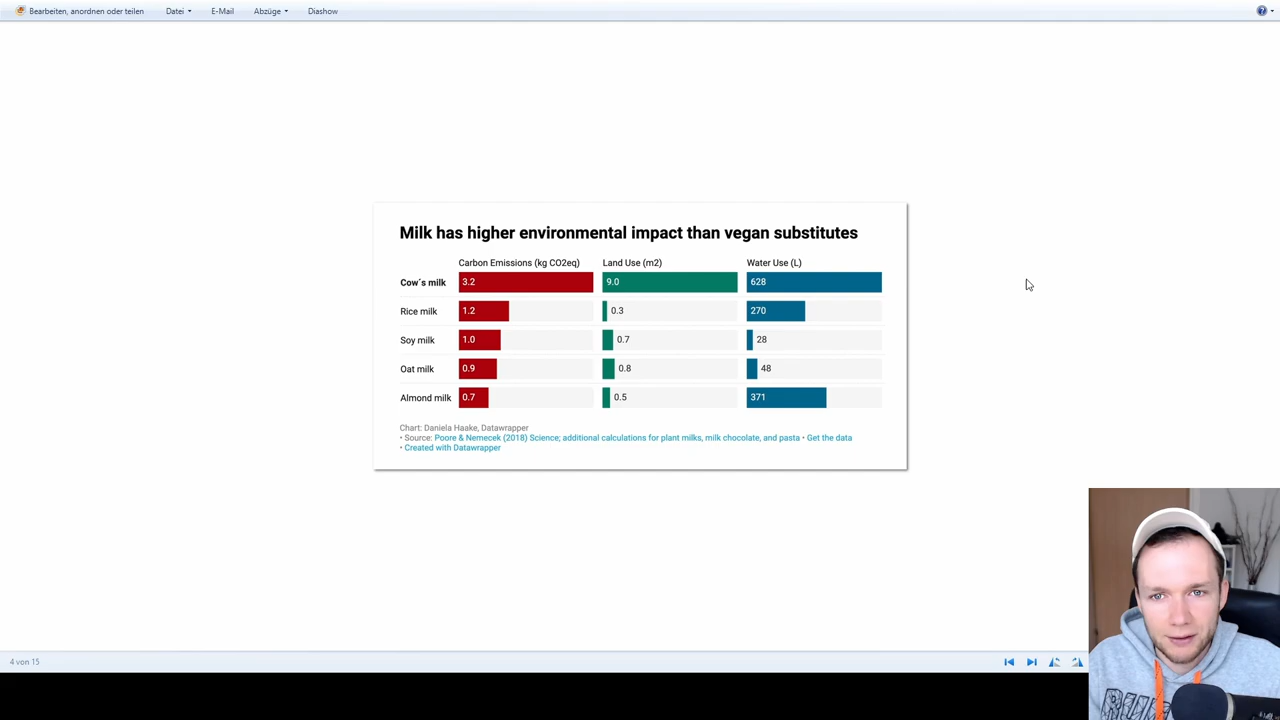 Bearbeiten, anordnen oder teilen Datei E-Mail Abzüge Diashow
Milk has higher environmental impact than vegan substitutes
Carbon Emissions (kg CO2eq) Land Use (m2) Water Use (L)
Cow´s milk 3.2 9.0 628
Rice milk 1.2 0.3 270
Soy milk 1.0 0.7 28
Oat milk 0.9 0.8 48
Almond milk 0.7 0.5 371
Chart: Daniela Haake, Datawrapper
• Source: Poore & Nemecek (2018) Science; additional calculations for plant milks, milk chocolate, and pasta • Get the data
• Created with Datawrapper
4 von 15